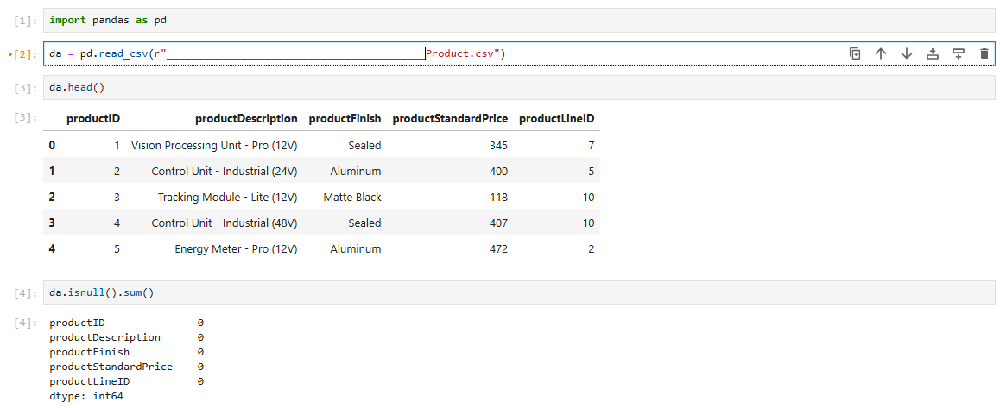 [1]: import pandas as pd
•[2]: da = pd.read_csv(r"__________________________________________Product.csv")
[3]: da.head()
[3]: productID productDescription productFinish productStandardPrice productLineID
0 1 Vision Processing Unit - Pro (12V) Sealed 345 7
1 2 Control Unit - Industrial (24V) Aluminum 400 5
2 3 Tracking Module - Lite (12V) Matte Black 118 10
3 4 Control Unit - Industrial (48V) Sealed 407 10
4 5 Energy Meter - Pro (12V) Aluminum 472 2
[4]: da.isnull().sum()
[4]: productID 0
productDescription 0
productFinish 0
productStandardPrice 0
productLineID 0
dtype: int64